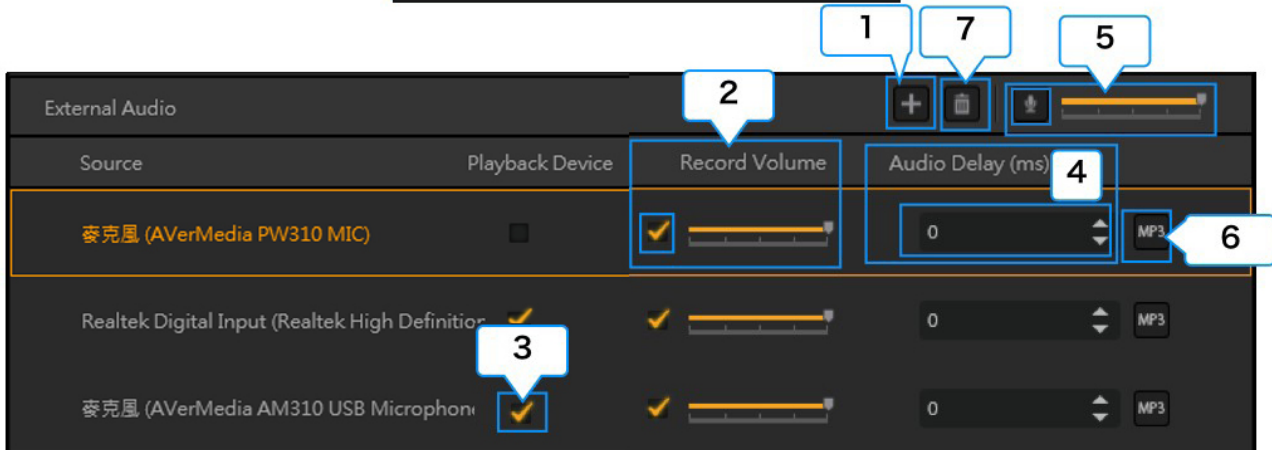 1
7
5
External Audio
2
Source
Playback Device
Record Volume
Audio Delay (ms)
4
麥克風 (AVerMedia PW310 MIC)
0
MP3
6
Realtek Digital Input (Realtek High Definition
0
MP3
3
麥克風 (AVerMedia AM310 USB Microphone
0
MP3